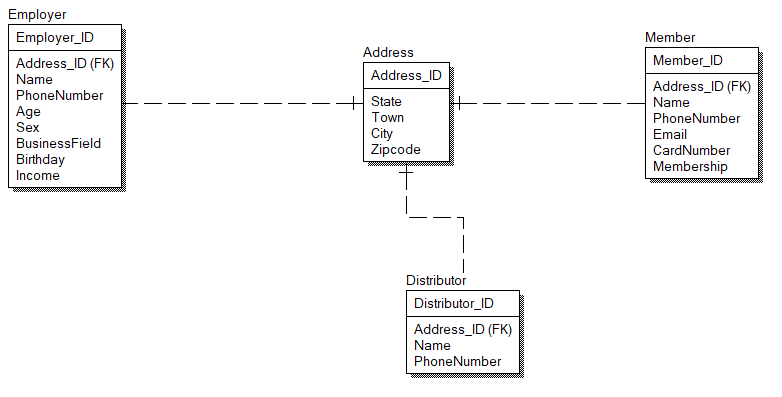 Employer
Employer_ID
Address_ID (FK)
Name
PhoneNumber
Age
Sex
BusinessField
Birthday
Income
Address
Address_ID
State
Town
City
Zipcode
Member
Member_ID
Address_ID (FK)
Name
PhoneNumber
Email
CardNumber
Membership
Distributor
Distributor_ID
Address_ID (FK)
Name
PhoneNumber